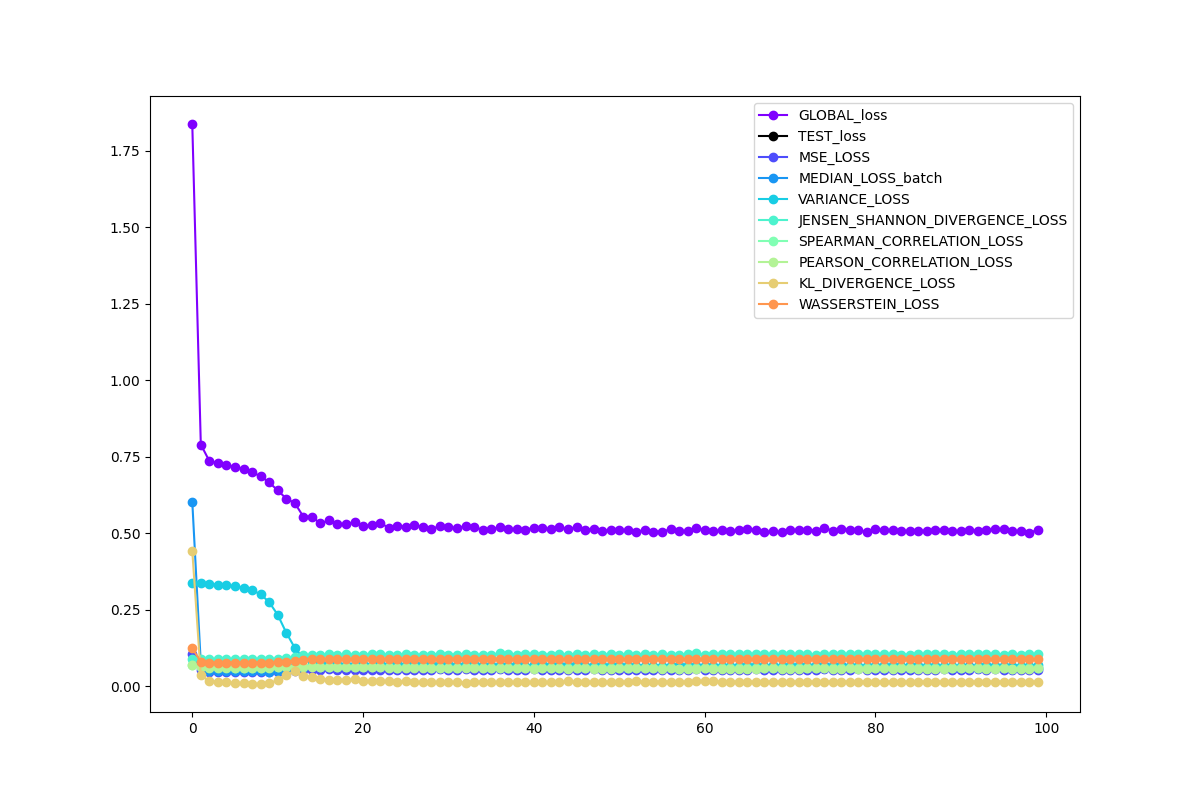 1.75
1.50
1.25
1.00
0.75
0.50
0.25
0.00
0
20
40
60
80
100
GLOBAL_loss
TEST_loss
MSE_LOSS
MEDIAN_LOSS_batch
VARIANCE_LOSS
JENSEN_SHANNON_DIVERGENCE_LOSS
SPEARMAN_CORRELATION_LOSS
PEARSON_CORRELATION_LOSS
KL_DIVERGENCE_LOSS
WASSERSTEIN_LOSS